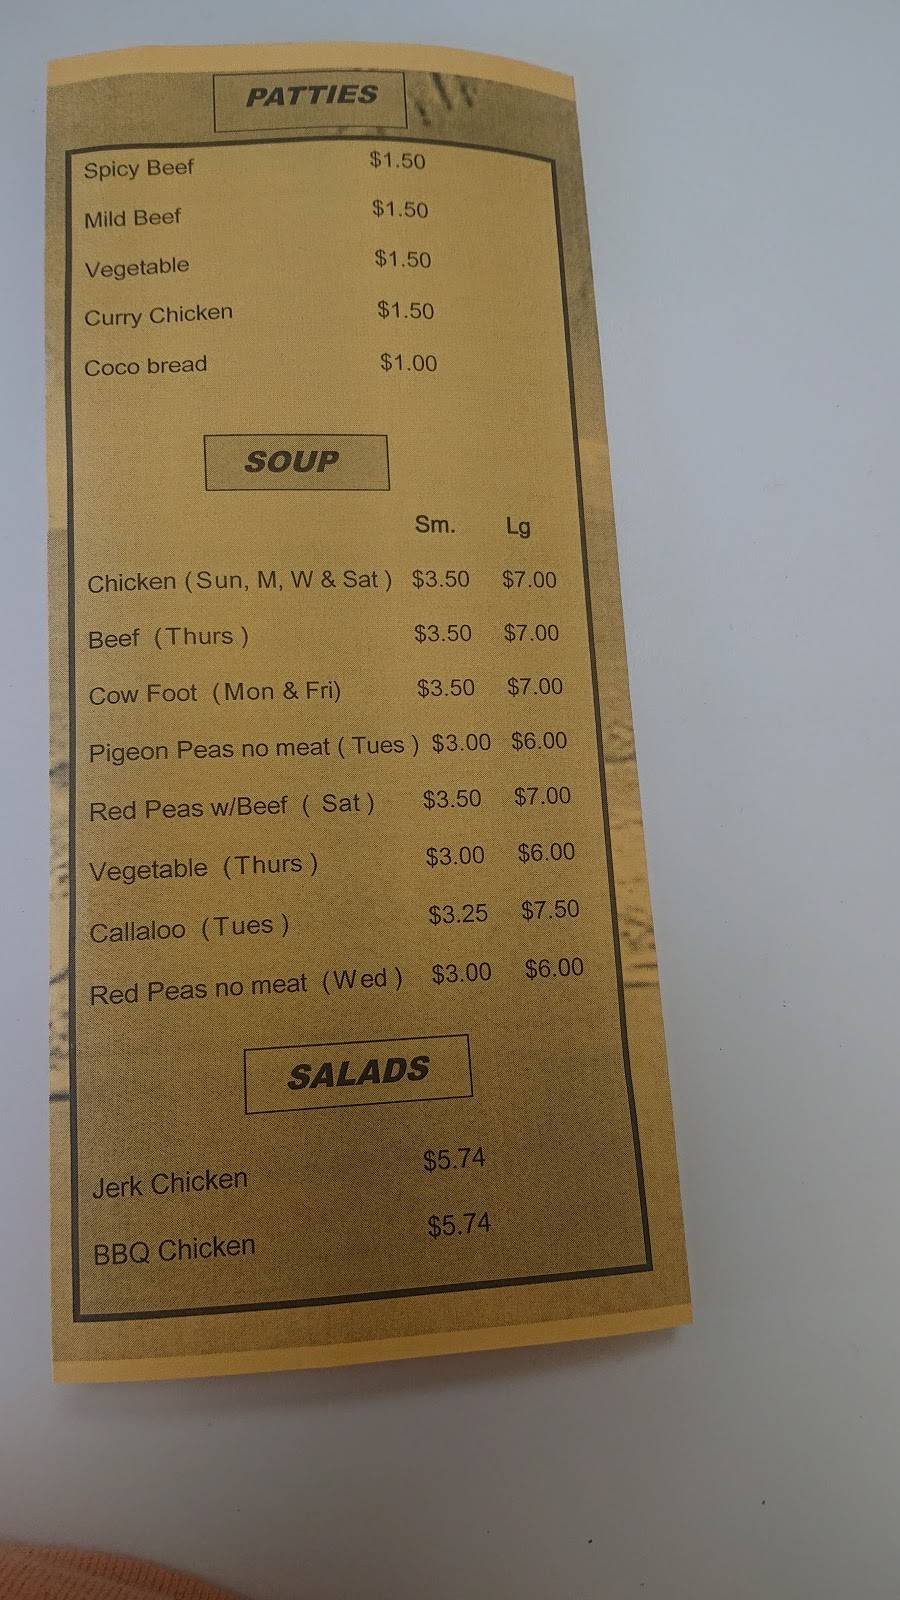 PATTIES
Spicy Beef $1.50
Mild Beef $1.50
Vegetable $1.50
Curry Chicken $1.50
Coco bread $1.00
SOUP
Sm. Lg
Chicken (Sun, M, W & Sat) $3.50 $7.00
Beef (Thurs) $3.50 $7.00
Cow Foot (Mon & Fri) $3.50 $7.00
Pigeon Peas no meat (Tues) $3.00 $6.00
Red Peas w/Beef (Sat) $3.50 $7.00
Vegetable (Thurs) $3.00 $6.00
Callaloo (Tues) $3.25 $7.50
Red Peas no meat (Wed) $3.00 $6.00
SALADS
Jerk Chicken $5.74
BBQ Chicken $5.74